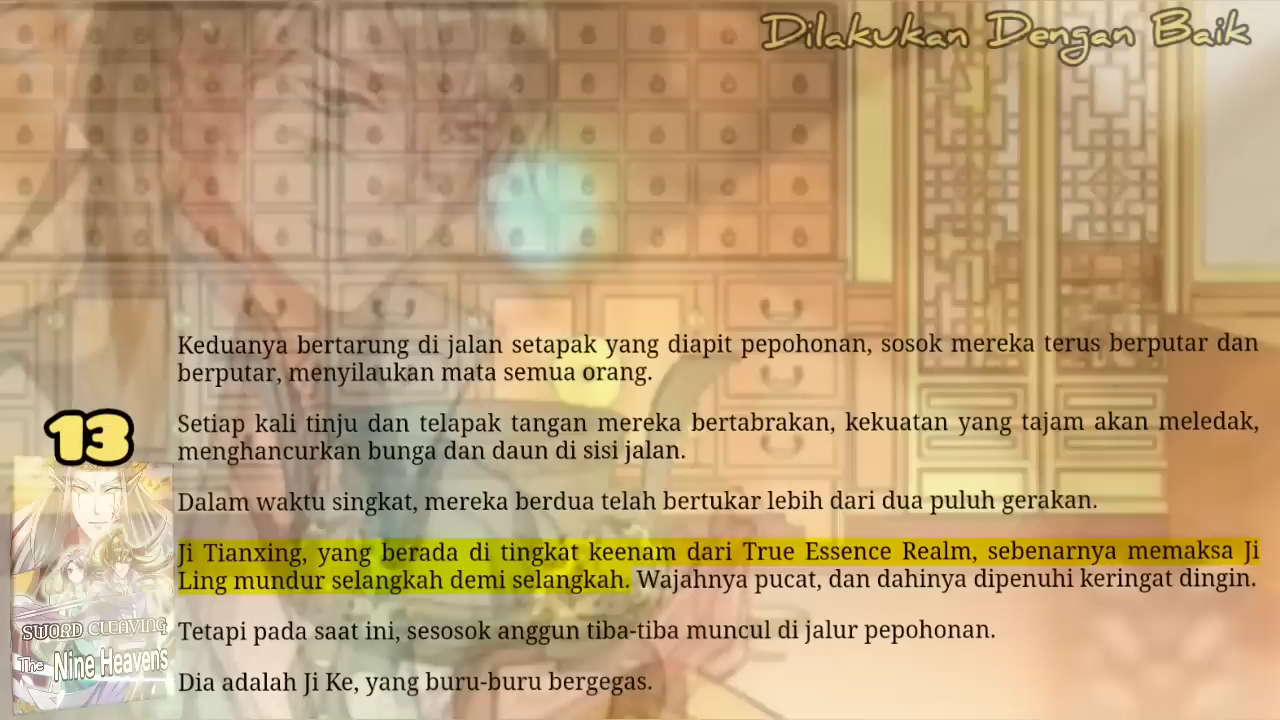 Dilakukan Dengan Baik
Keduanya bertarung di jalan setapak yang diapit pepohonan, sosok mereka terus berputar dan
berputar, menyilaukan mata semua orang.
Setiap kali tinju dan telapak tangan mereka bertabrakan, kekuatan yang tajam akan meledak,
menghancurkan bunga dan daun di sisi jalan.
Dalam waktu singkat, mereka berdua telah bertukar lebih dari dua puluh gerakan.
Ji Tianxing, yang berada di tingkat keenam dari True Essence Realm, sebenarnya memaksa Ji
Ling mundur selangkah demi selangkah. Wajahnya pucat, dan dahinya dipenuhi keringat dingin.
Tetapi pada saat ini, sesosok anggun tiba-tiba muncul di jalur pepohonan.
Dia adalah Ji Ke, yang buru-buru bergegas.
13
SWORD CLEAVING
The Nine Heavens